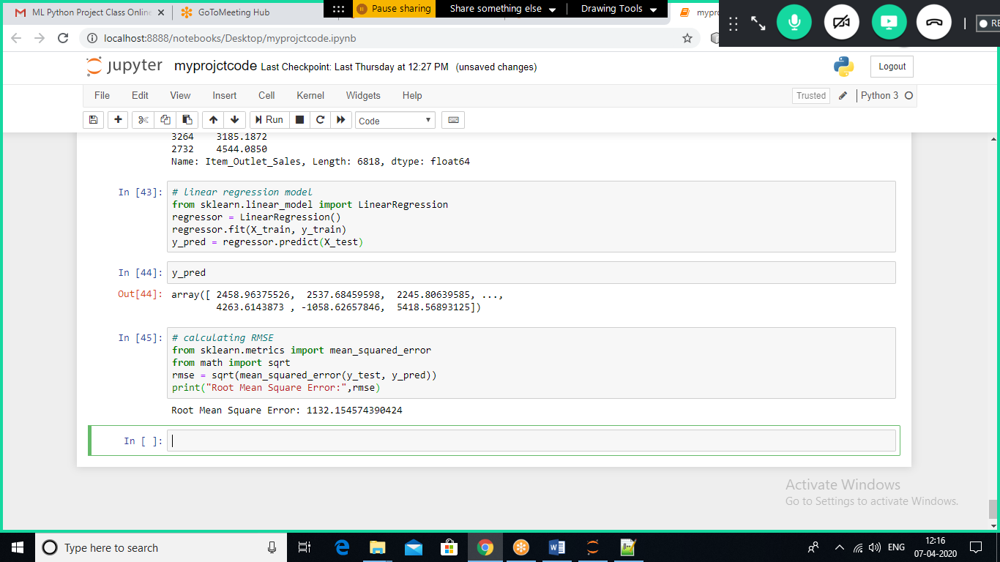 ML Python Project Class Online
GoToMeeting Hub
Pause sharing
Share something else
Drawing Tools
localhost:8888/notebooks/Desktop/myprojctcode.ipynb
jupyter myprojctcode Last Checkpoint: Last Thursday at 12:27 PM (unsaved changes)
Logout
File Edit View Insert Cell Kernel Widgets Help
Trusted
Python 3
Run
Code
3264 3185.1872
2732 4544.0850
Name: Item_Outlet_Sales, Length: 6818, dtype: float64
In [43]: # linear regression model
from sklearn.linear_model import LinearRegression
regressor = LinearRegression()
regressor.fit(X_train, y_train)
y_pred = regressor.predict(X_test)
In [44]: y_pred
Out[44]: array([ 2458.96375526, 2537.68459598, 2245.80639585, ...,
4263.6143873 , -1058.62657846, 5418.56893125])
In [45]: # calculating RMSE
from sklearn.metrics import mean_squared_error
from math import sqrt
rmse = sqrt(mean_squared_error(y_test, y_pred))
print("Root Mean Square Error:",rmse)
Root Mean Square Error: 1132.154574390424
In [ ]:
Activate Windows
Go to Settings to activate Windows.
Type here to search
ENG
12:16
07-04-2020